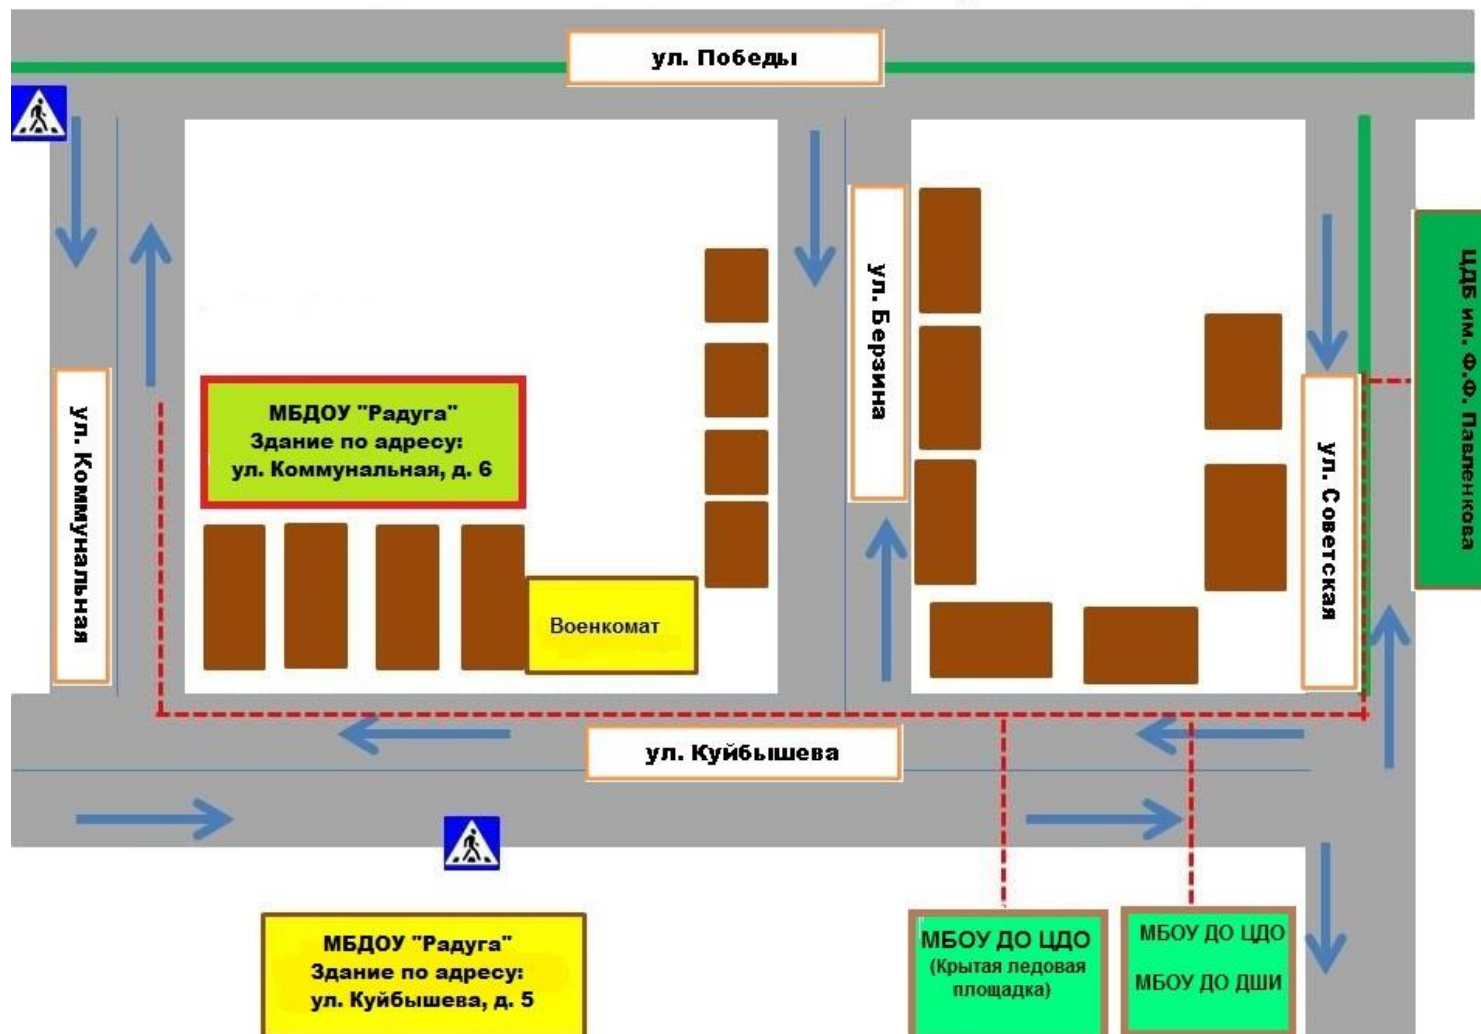 ул. Победы
ул. Берзина
ЦДБ им. Ф.Ф. Павленкова
ул. Коммунальная
МБДОУ "Радуга"
Здание по адресу:
ул. Коммунальная, д. 6
ул. Советская
Военкомат
ул. Куйбышева
МБДОУ "Радуга"
Здание по адресу:
ул. Куйбышева, д. 5
МБОУ ДО ЦДО
(Крытая ледовая
площадка)
МБОУ ДО ЦДО
МБОУ ДО ДШИ